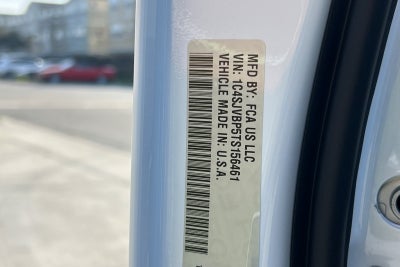 MFD BY: FCA US LLC
VIN: 1C4SJVBP5TS156461
VEHICLE MADE IN: U.S.A.